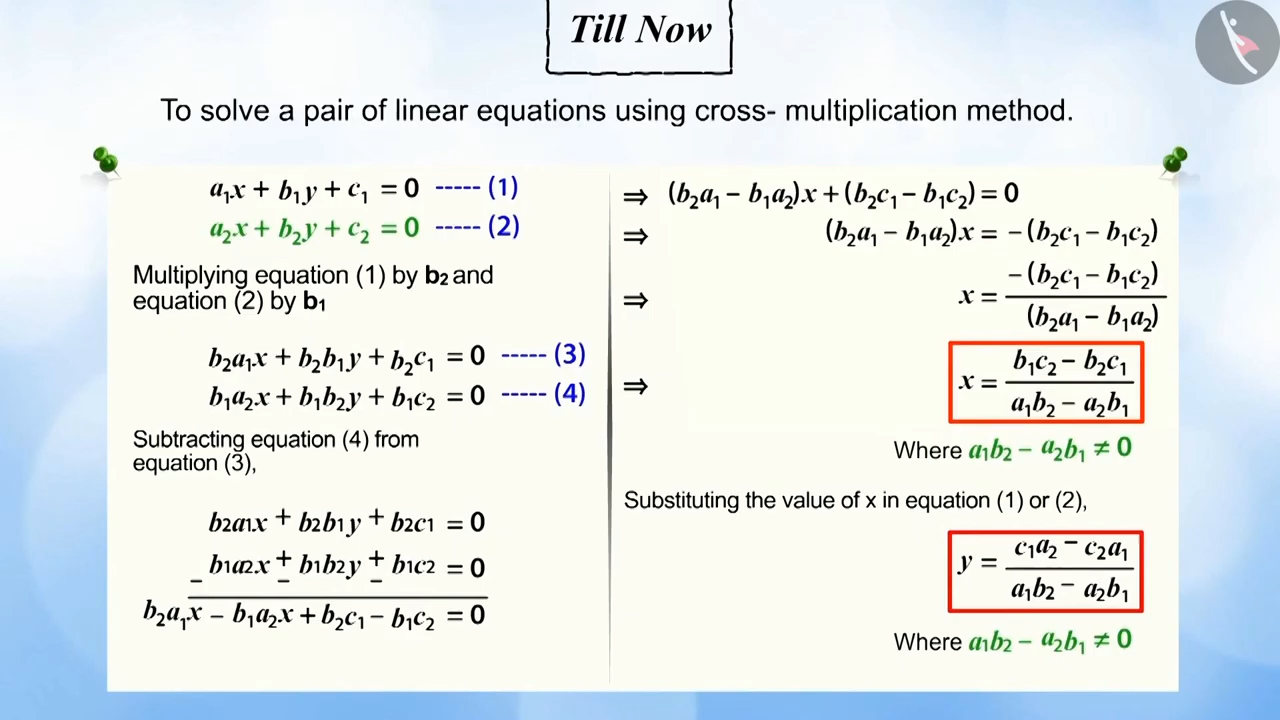 Till Now
To solve a pair of linear equations using cross- multiplication method.
a₁x + b₁y + c₁ = 0 ----- (1)
a₂x + b₂y + c₂ = 0 ----- (2)
Multiplying equation (1) by b₂ and
equation (2) by b₁
b₂a₁x + b₂b₁y + b₂c₁ = 0 ----- (3)
b₁a₂x + b₁b₂y + b₁c₂ = 0 ----- (4)
Subtracting equation (4) from
equation (3),
b₂a₁x + b₂b₁y + b₂c₁ = 0
b₁a₂x + b₁b₂y + b₁c₂ = 0
− − −
b₂a₁x − b₁a₂x + b₂c₁ − b₁c₂ = 0
⇒ (b₂a₁ − b₁a₂)x + (b₂c₁ − b₁c₂) = 0
⇒ (b₂a₁ − b₁a₂)x = −(b₂c₁ − b₁c₂)
⇒ x = −(b₂c₁ − b₁c₂) / (b₂a₁ − b₁a₂)
⇒ x = b₁c₂ − b₂c₁ / a₁b₂ − a₂b₁
Where a₁b₂ − a₂b₁ ≠ 0
Substituting the value of x in equation (1) or (2),
y = c₁a₂ − c₂a₁ / a₁b₂ − a₂b₁
Where a₁b₂ − a₂b₁ ≠ 0